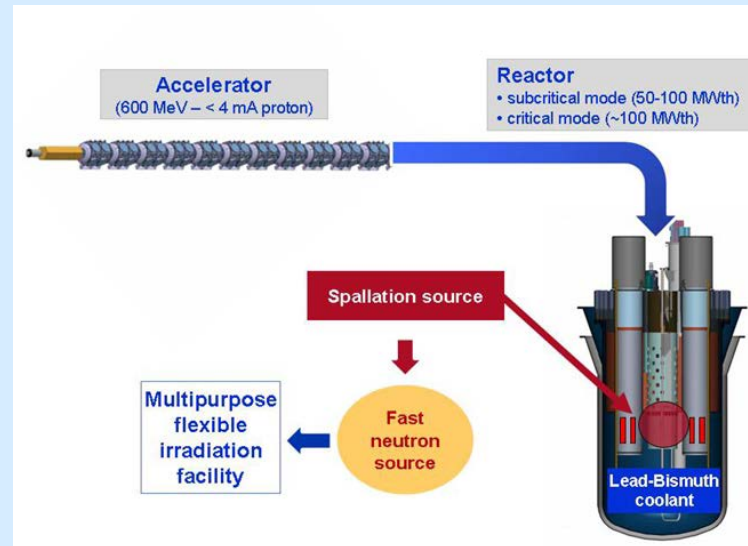 Accelerator
(600 MeV – < 4 mA proton)
Reactor
• subcritical mode (50-100 MWth)
• critical mode (~100 MWth)
Spallation source
Multipurpose
flexible
irradiation
facility
Fast
neutron
source
Lead-Bismuth
coolant